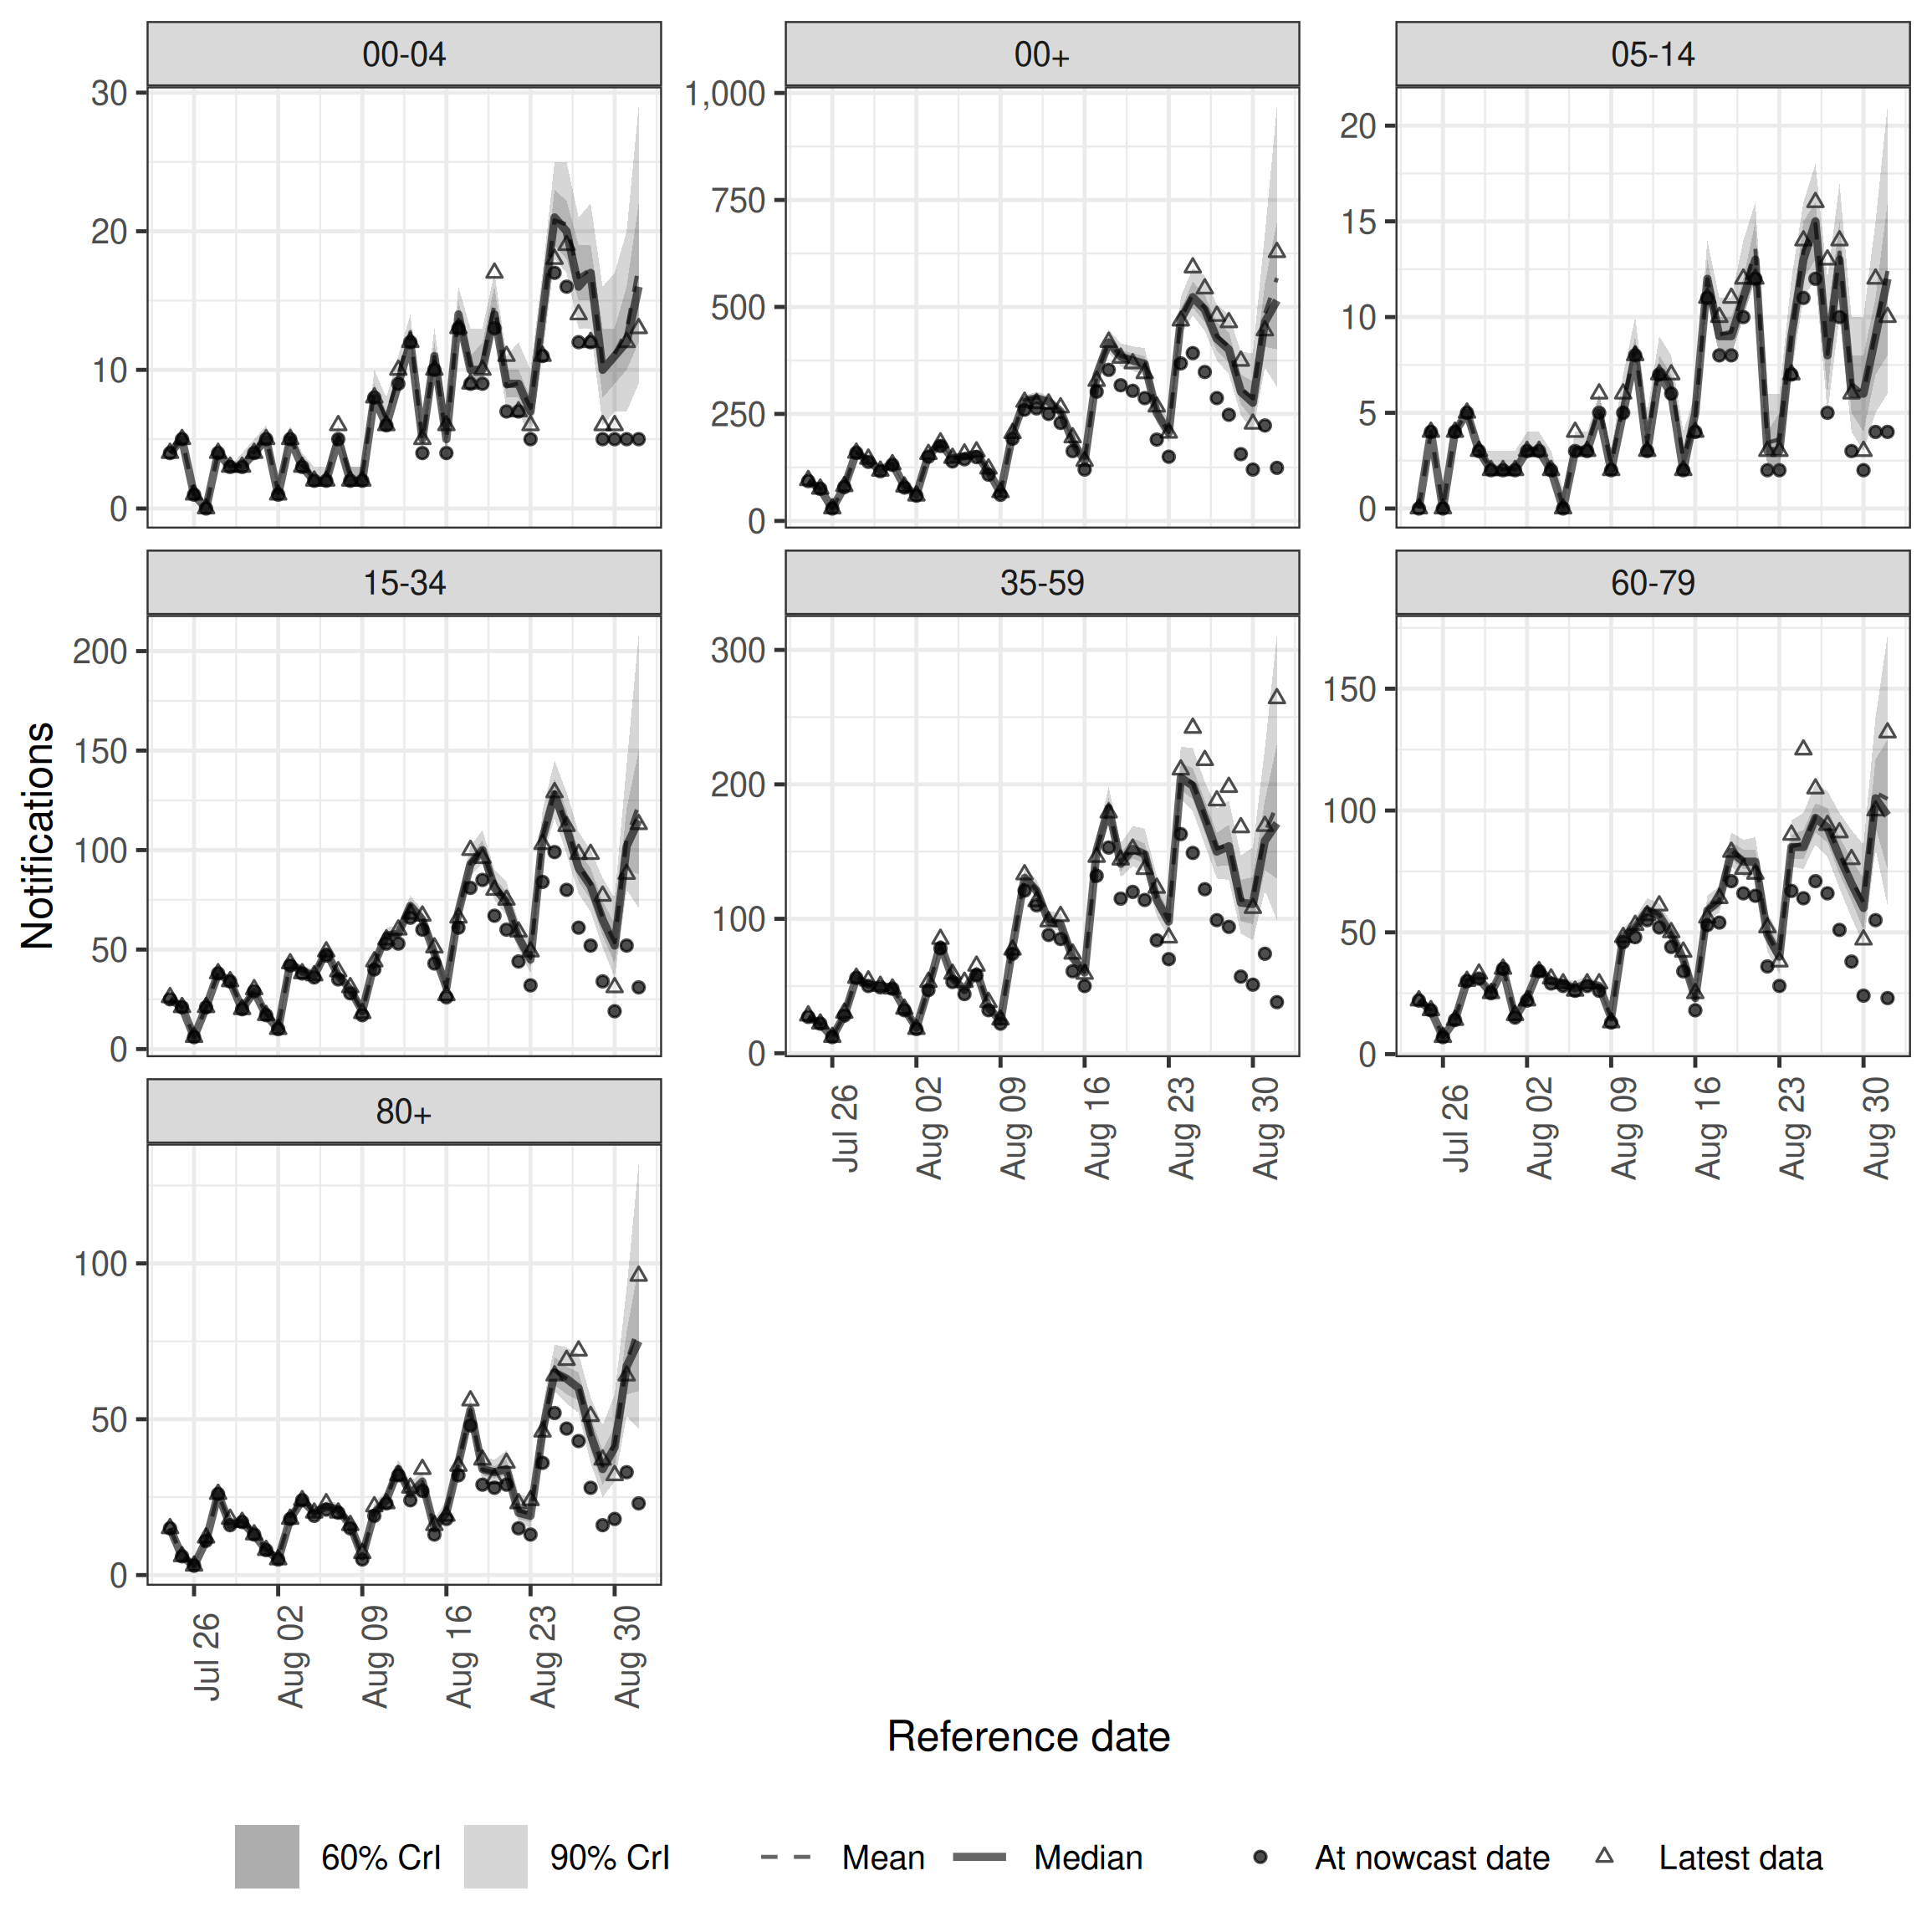 00-04
00+
05-14
30
20
10
0
1,000
750
500
250
0
20
15
10
5
0
15-34
35-59
60-79
200
150
100
50
0
300
200
100
0
150
100
50
0
Jul 26
Aug 02
Aug 09
Aug 16
Aug 23
Aug 30
Jul 26
Aug 02
Aug 09
Aug 16
Aug 23
Aug 30
80+
100
50
0
Jul 26
Aug 02
Aug 09
Aug 16
Aug 23
Aug 30
Notifications
Reference date
60% CrI
90% CrI
Mean
Median
At nowcast date
Latest data